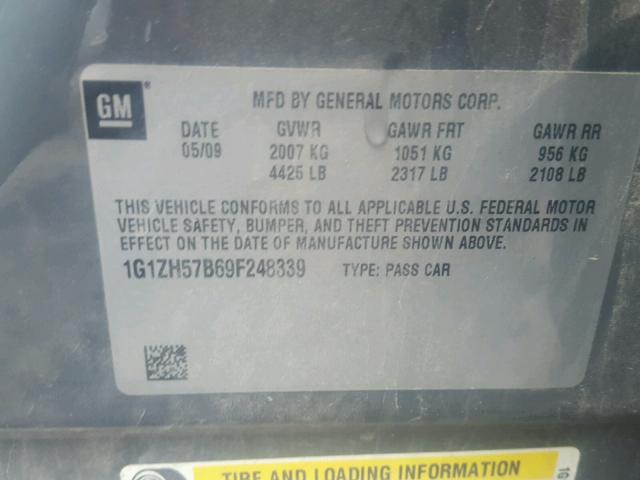 GM
MFD BY GENERAL MOTORS CORP.
DATE GVWR GAWR FRT GAWR RR
05/09 2007 KG 1051 KG 956 KG
4425 LB 2317 LB 2108 LB
THIS VEHICLE CONFORMS TO ALL APPLICABLE U.S. FEDERAL MOTOR
VEHICLE SAFETY, BUMPER, AND THEFT PREVENTION STANDARDS IN
EFFECT ON THE DATE OF MANUFACTURE SHOWN ABOVE.
1G1ZH57B69F248339 TYPE: PASS CAR
TIRE AND LOADING INFORMATION